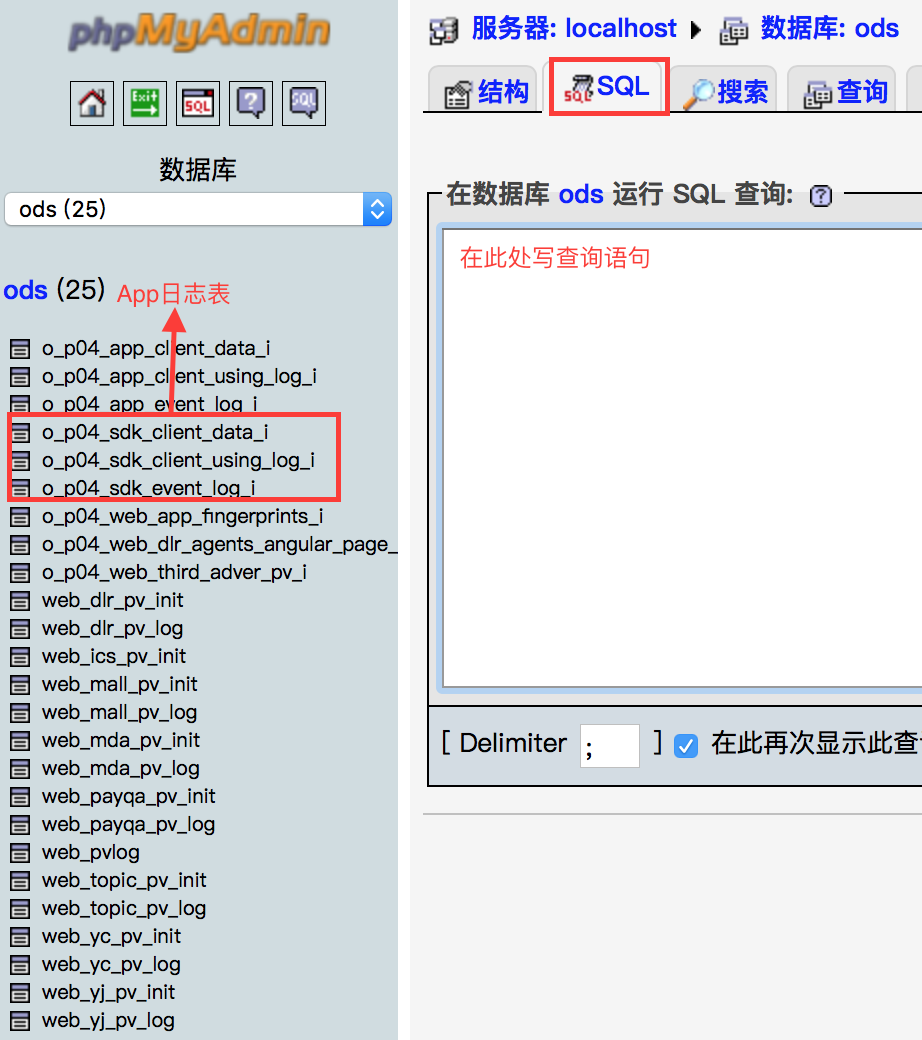 phpMyAdmin
Exit
SQL
?
SQL
数据库
ods (25)
ods (25)
App日志表
o_p04_app_client_data_i
o_p04_app_client_using_log_i
o_p04_app_event_log_i
o_p04_sdk_client_data_i
o_p04_sdk_client_using_log_i
o_p04_sdk_event_log_i
o_p04_web_app_fingerprints_i
o_p04_web_dlr_agents_angular_page_
o_p04_web_third_adver_pv_i
web_dlr_pv_init
web_dlr_pv_log
web_ics_pv_init
web_mall_pv_init
web_mall_pv_log
web_mda_pv_init
web_mda_pv_log
web_payqa_pv_init
web_payqa_pv_log
web_pvlog
web_topic_pv_init
web_topic_pv_log
web_yc_pv_init
web_yc_pv_log
web_yj_pv_init
web_yj_pv_log
服务器: localhost 数据库: ods
结构 SQL SQL 搜索 查询
在数据库 ods 运行 SQL 查询: ?
在此处写查询语句
[ Delimiter ; ] 在此再次显示此查